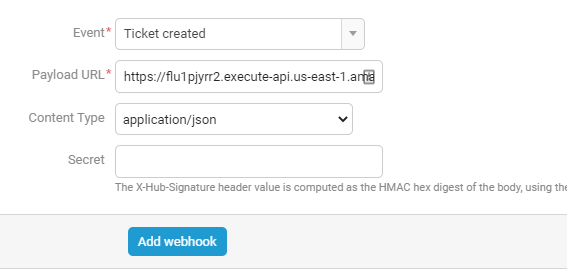 Event*
Ticket created
Payload URL*
https://flu1pjyrr2.execute-api.us-east-1.ama
Content Type
application/json
Secret
The X-Hub-Signature header value is computed as the HMAC hex digest of the body, using the
Add webhook